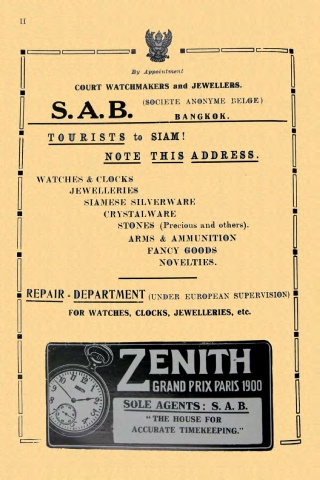 II
By Appointment
COURT WATCHMAKERS and JEWELLERS.
S.A.B. (SOCIETE ANONYME BELGE)
BANGKOK.
TOURISTS to SIAM!
NOTE THIS ADDRESS.
WATCHES & CLOCKS
JEWELLERIES
SIAMESE SILVERWARE
CRYSTALWARE
STONES (Precious and others).
ARMS & AMMUNITION
FANCY GOODS
NOVELTIES.
REPAIR-DEPARTMENT (UNDER EUROPEAN SUPERVISION)
FOR WATCHES, CLOCKS, JEWELLERIES, etc.
ZENITH
GRAND PRIX PARIS 1900
SOLE AGENTS: S. A. B.
"THE HOUSE FOR
ACCURATE TIMEKEEPING."